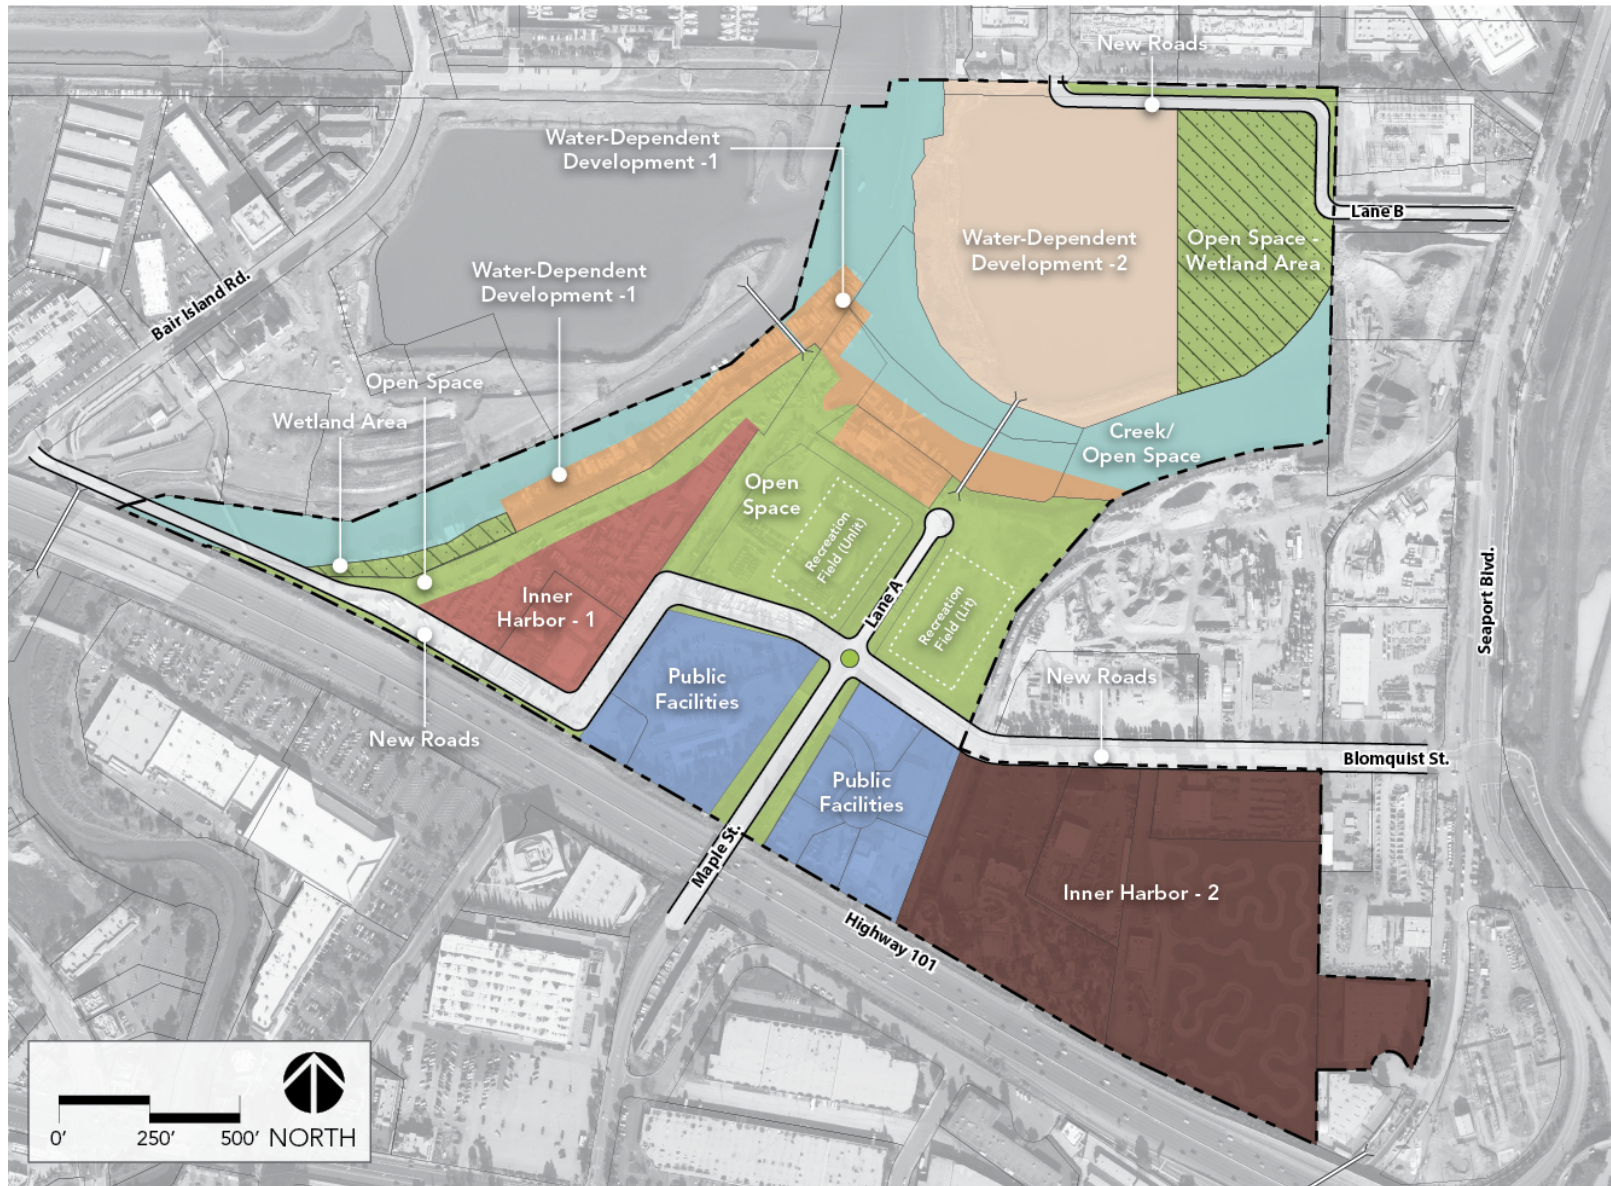 New Roads
Water-Dependent
Development -1
Lane B
Water-Dependent
Development -2
Open Space -
Wetland Area
Water-Dependent
Development -1
Bair Island Rd.
Open Space
Wetland Area
Creek/
Open Space
Open
Space
Recreation
Field (Unlit)
Lane A
Recreation
Field (Lit)
Seaport Blvd.
Inner
Harbor - 1
Public
Facilities
New Roads
New Roads
Blomquist St.
Public
Facilities
Maple St.
Inner Harbor - 2
Highway 101
0' 250' 500' NORTH